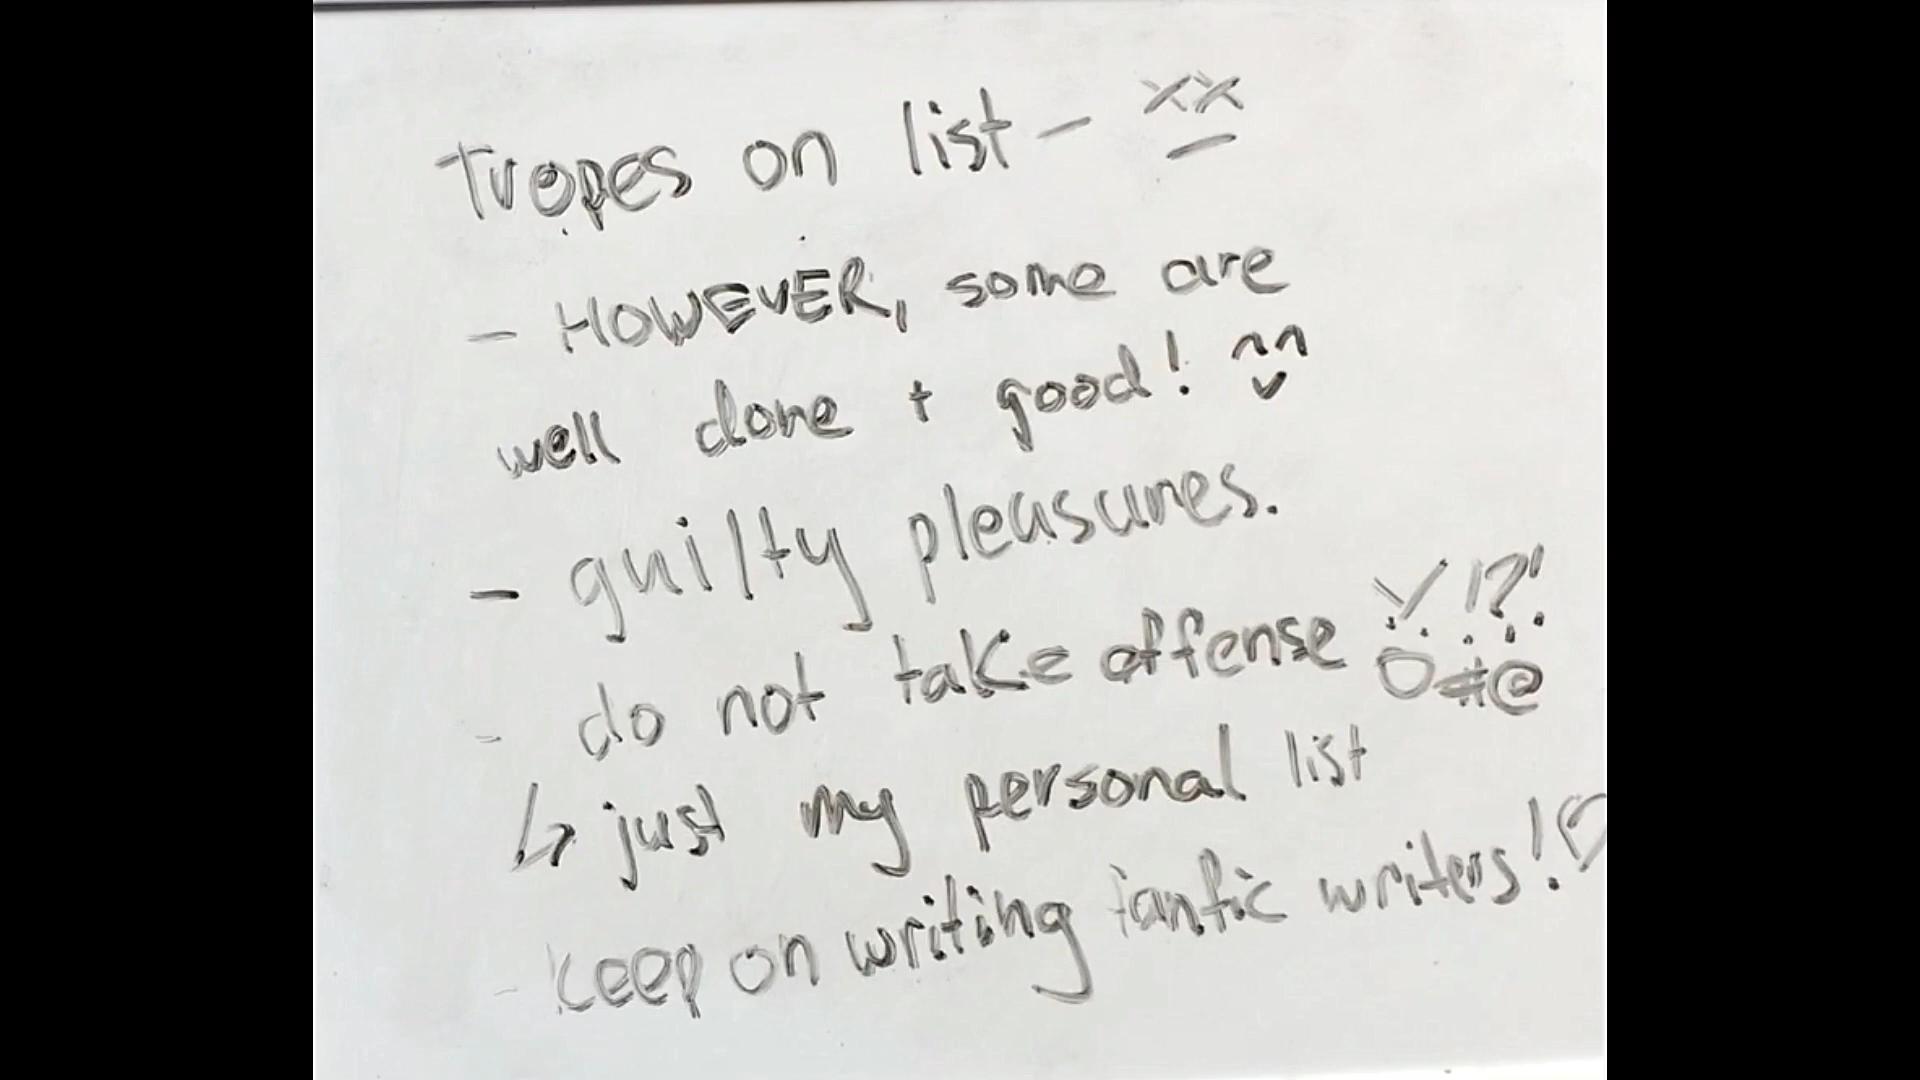 Tropes on list - xx
- HOWEVER, some are
well done + good!
- guilty pleasures.
- do not take offense !?! O#@
↳ just my personal list
- keep on writing fanfic writers! ♡